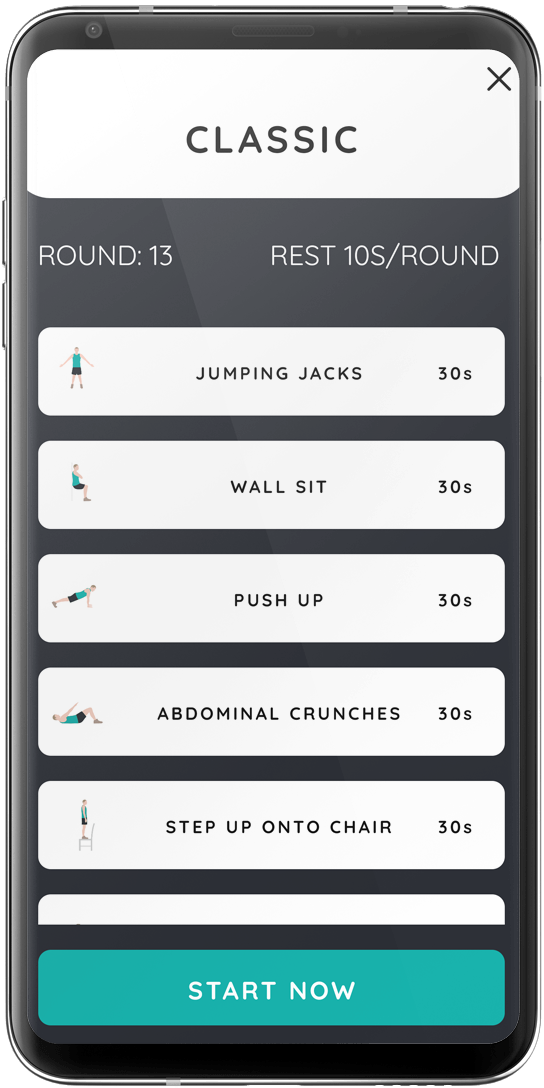 CLASSIC
ROUND: 13 REST 10S/ROUND
JUMPING JACKS 30s
WALL SIT 30s
PUSH UP 30s
ABDOMINAL CRUNCHES 30s
STEP UP ONTO CHAIR 30s
START NOW